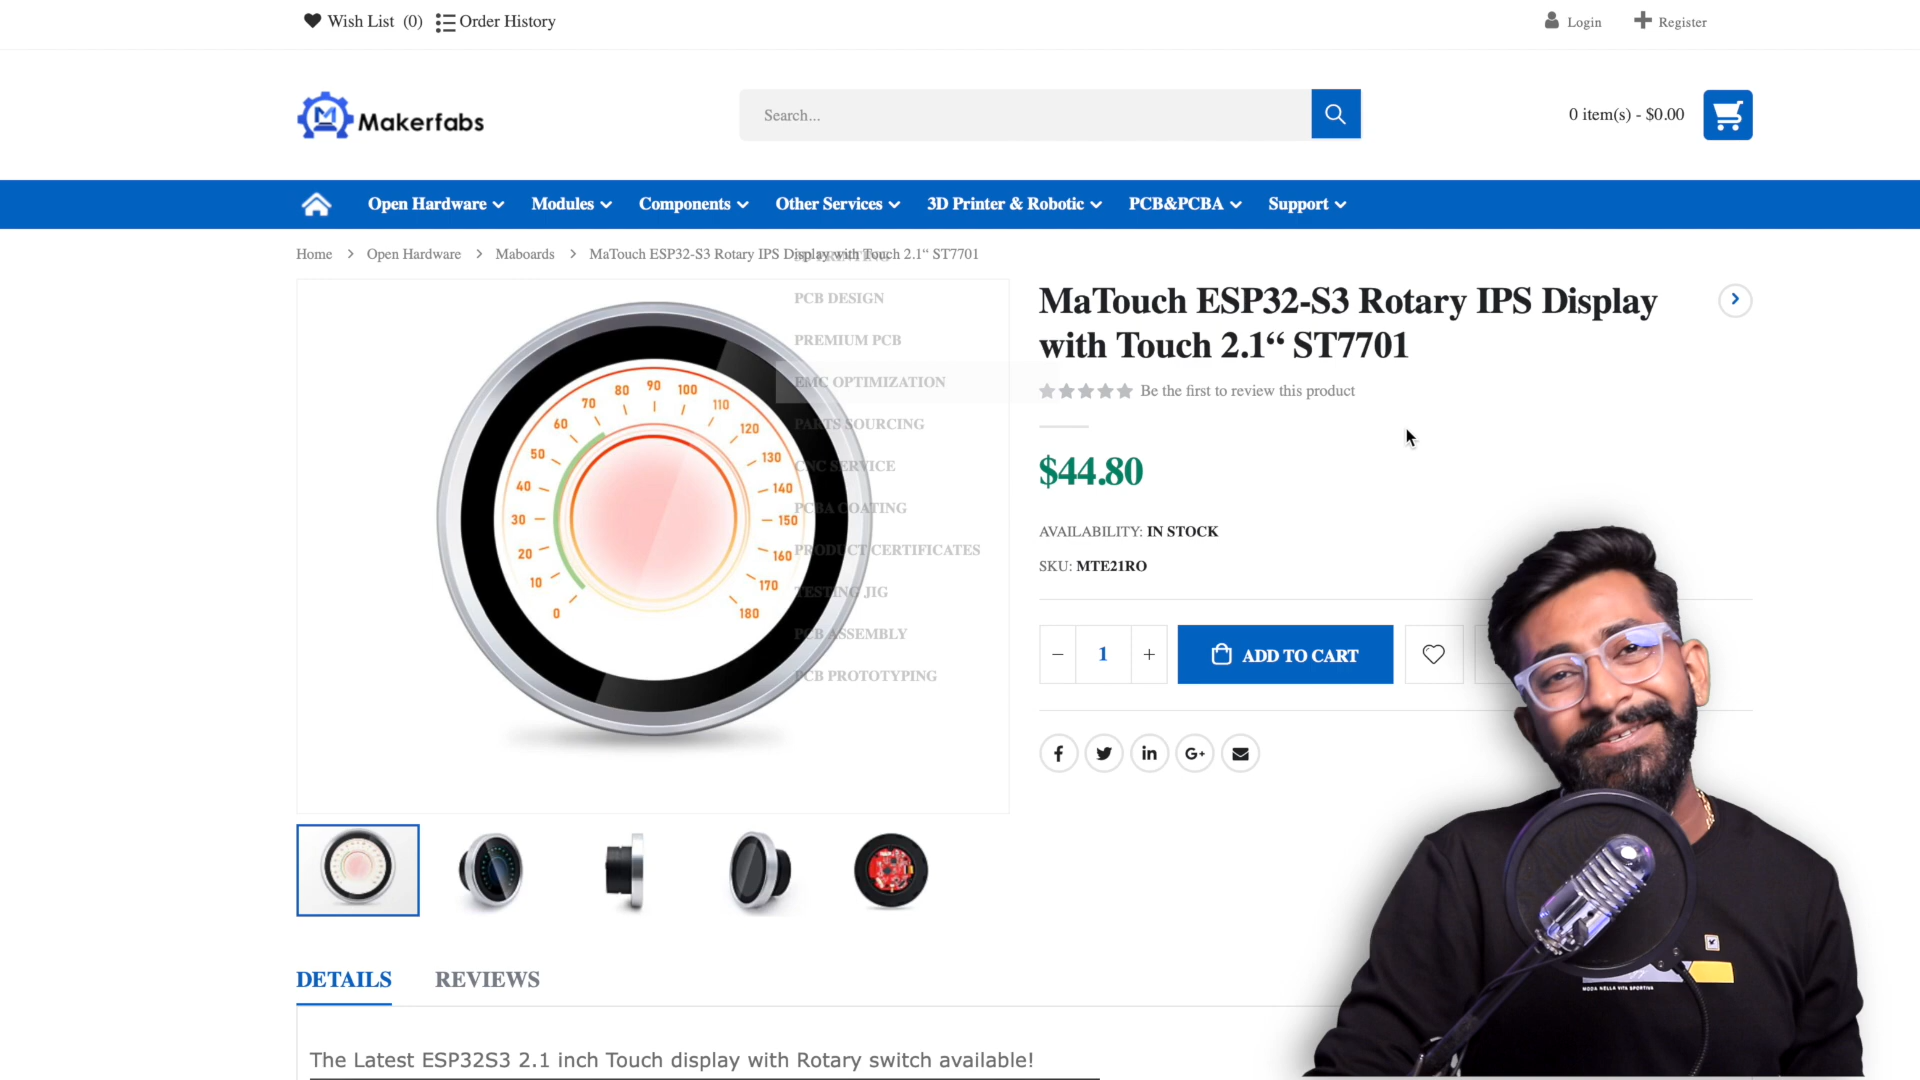 Wish List (0) Order History
Login Register
Makerfabs
Search...
0 item(s) - $0.00
Open Hardware Modules Components Other Services 3D Printer & Robotic PCB&PCBA Support
Home > Open Hardware > Maboards > MaTouch ESP32-S3 Rotary IPS Display with Touch 2.1“ ST7701
PCB DESIGN
PREMIUM PCB
EMC OPTIMIZATION
PARTS SOURCING
CNC SERVICE
PCBA COATING
PRODUCT CERTIFICATES
TESTING JIG
PCB ASSEMBLY
PCB PROTOTYPING
0
10
20
30
40
50
60
70
80
90
100
110
120
130
140
150
160
170
180
MaTouch ESP32-S3 Rotary IPS Display
with Touch 2.1“ ST7701
Be the first to review this product
$44.80
AVAILABILITY: IN STOCK
SKU: MTE21RO
− 1 + ADD TO CART
f in G+
MODA NELLA VITA SPORTIVA
DETAILS REVIEWS
The Latest ESP32S3 2.1 inch Touch display with Rotary switch available!